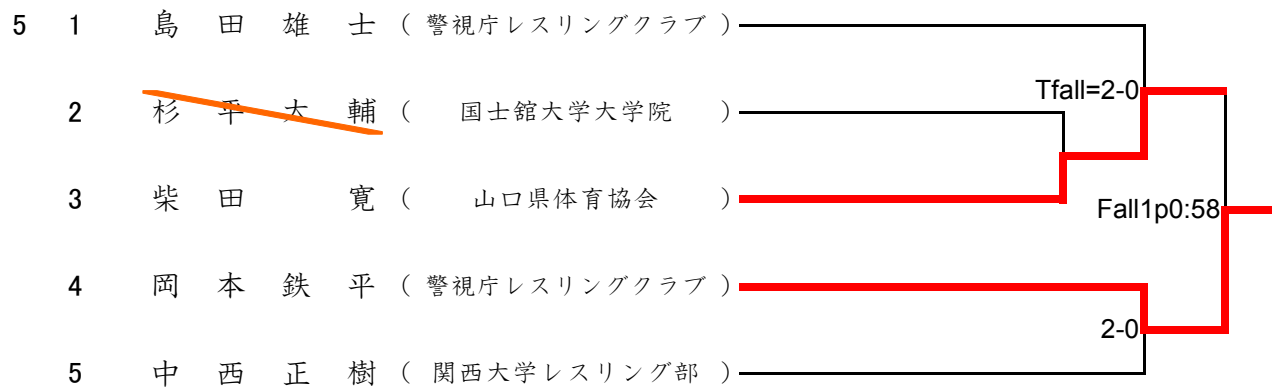 5 1 島田雄士 (警視庁レスリングクラブ)
Tfall=2-0
2 杉平大輔 (国士舘大学大学院)
3 柴田 寛 (山口県体育協会)
Fall1p0:58
4 岡本鉄平 (警視庁レスリングクラブ)
2-0
5 中西正樹 (関西大学レスリング部)